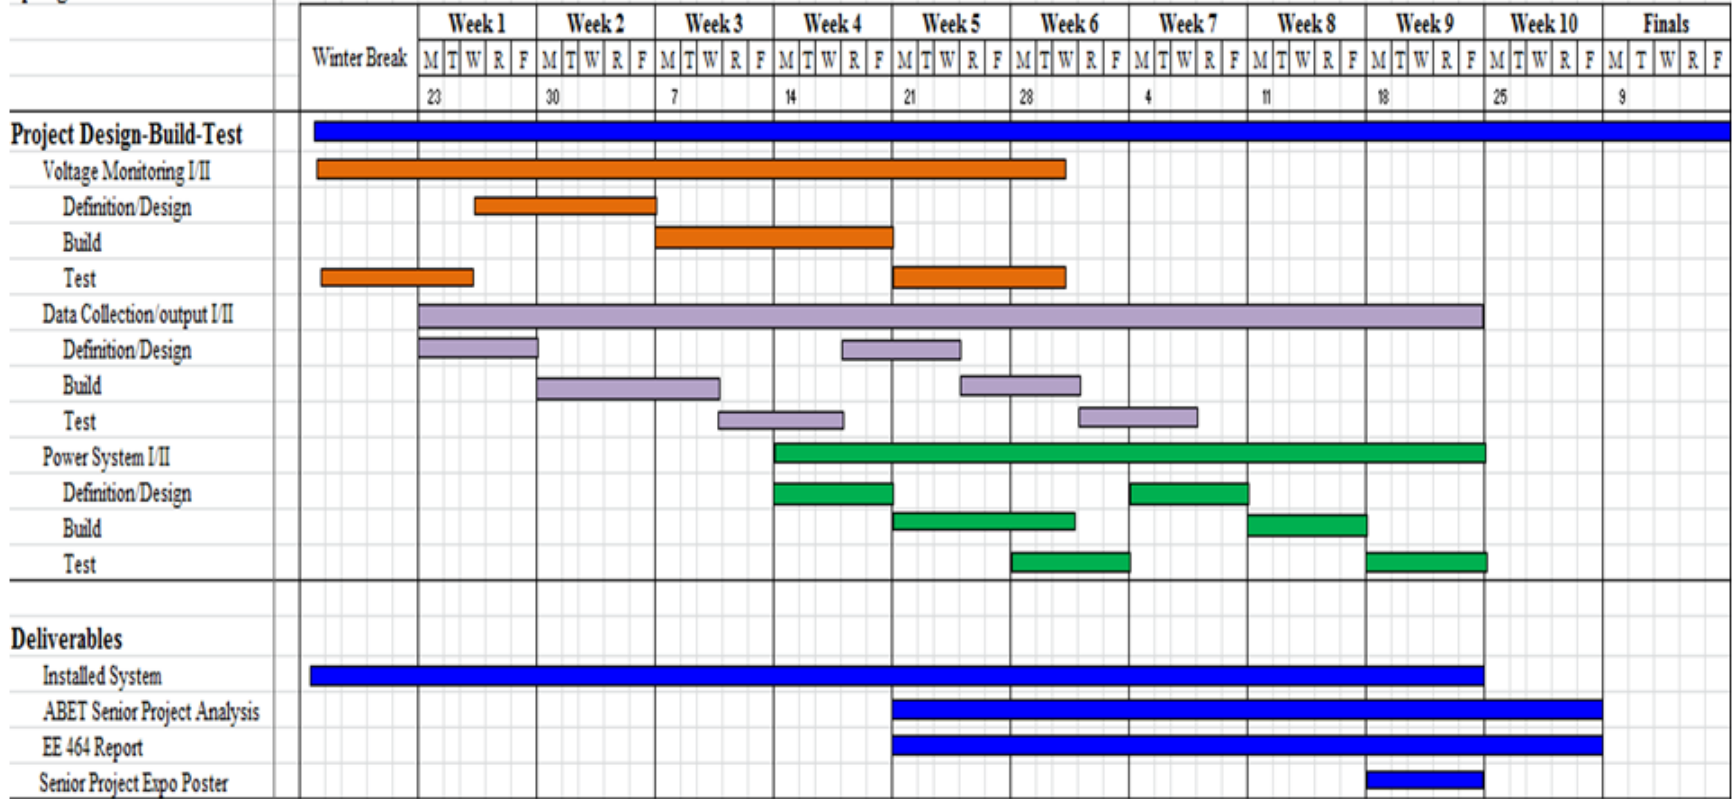 Week 1 Week 2 Week 3 Week 4 Week 5 Week 6 Week 7 Week 8 Week 9 Week 10 Finals
Winter Break M T W R F M T W R F M T W R F M T W R F M T W R F M T W R F M T W R F M T W R F M T W R F M T W R F M T W R F
23 30 7 14 21 28 4 11 18 25 9
Project Design-Build-Test
Voltage Monitoring I/II
Definition/Design
Build
Test
Data Collection/output I/II
Definition/Design
Build
Test
Power System I/II
Definition/Design
Build
Test
Deliverables
Installed System
ABET Senior Project Analysis
EE 464 Report
Senior Project Expo Poster